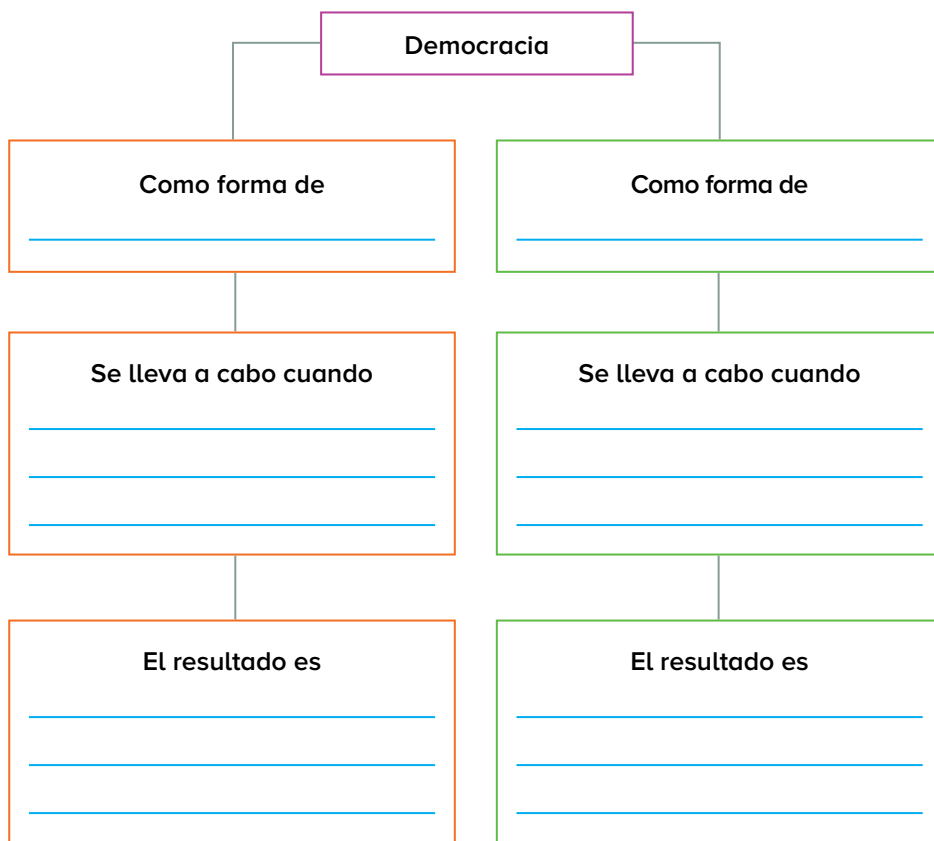 Democracia
Como forma de
Como forma de
Se lleva a cabo cuando
Se lleva a cabo cuando
El resultado es
El resultado es